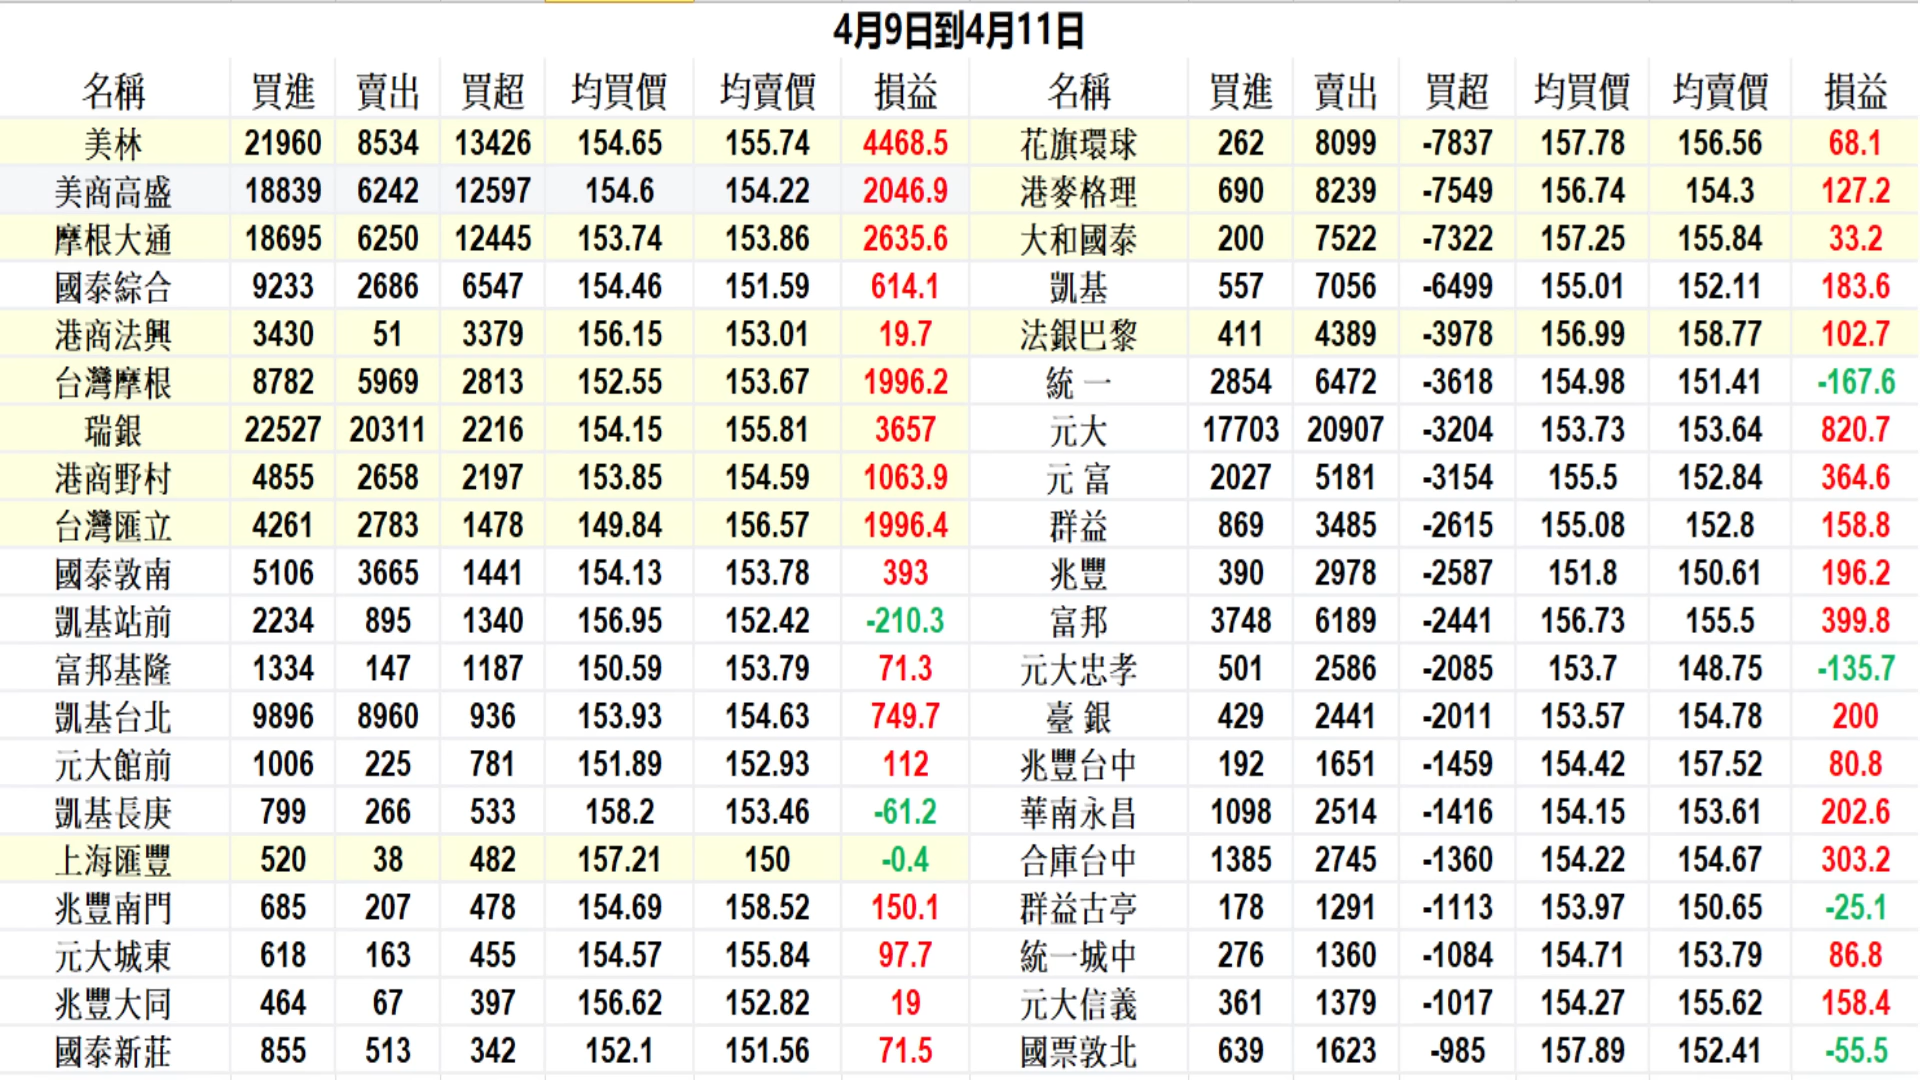 4月9日到4月11日
名稱 買進 賣出 買超 均買價 均賣價 損益 名稱 買進 賣出 買超 均買價 均賣價 損益
美林 21960 8534 13426 154.65 155.74 4468.5 花旗環球 262 8099 -7837 157.78 156.56 68.1
美商高盛 18839 6242 12597 154.6 154.22 2046.9 港麥格理 690 8239 -7549 156.74 154.3 127.2
摩根大通 18695 6250 12445 153.74 153.86 2635.6 大和國泰 200 7522 -7322 157.25 155.84 33.2
國泰綜合 9233 2686 6547 154.46 151.59 614.1 凱基 557 7056 -6499 155.01 152.11 183.6
港商法興 3430 51 3379 156.15 153.01 19.7 法銀巴黎 411 4389 -3978 156.99 158.77 102.7
台灣摩根 8782 5969 2813 152.55 153.67 1996.2 統一 2854 6472 -3618 154.98 151.41 -167.6
瑞銀 22527 20311 2216 154.15 155.81 3657 元大 17703 20907 -3204 153.73 153.64 820.7
港商野村 4855 2658 2197 153.85 154.59 1063.9 元富 2027 5181 -3154 155.5 152.84 364.6
台灣匯立 4261 2783 1478 149.84 156.57 1996.4 群益 869 3485 -2615 155.08 152.8 158.8
國泰敦南 5106 3665 1441 154.13 153.78 393 兆豐 390 2978 -2587 151.8 150.61 196.2
凱基站前 2234 895 1340 156.95 152.42 -210.3 富邦 3748 6189 -2441 156.73 155.5 399.8
富邦基隆 1334 147 1187 150.59 153.79 71.3 元大忠孝 501 2586 -2085 153.7 148.75 -135.7
凱基台北 9896 8960 936 153.93 154.63 749.7 臺銀 429 2441 -2011 153.57 154.78 200
元大館前 1006 225 781 151.89 152.93 112 兆豐台中 192 1651 -1459 154.42 157.52 80.8
凱基長庚 799 266 533 158.2 153.46 -61.2 華南永昌 1098 2514 -1416 154.15 153.61 202.6
上海匯豐 520 38 482 157.21 150 -0.4 合庫台中 1385 2745 -1360 154.22 154.67 303.2
兆豐南門 685 207 478 154.69 158.52 150.1 群益古亭 178 1291 -1113 153.97 150.65 -25.1
元大城東 618 163 455 154.57 155.84 97.7 統一城中 276 1360 -1084 154.71 153.79 86.8
兆豐大同 464 67 397 156.62 152.82 19 元大信義 361 1379 -1017 154.27 155.62 158.4
國泰新莊 855 513 342 152.1 151.56 71.5 國票敦北 639 1623 -985 157.89 152.41 -55.5